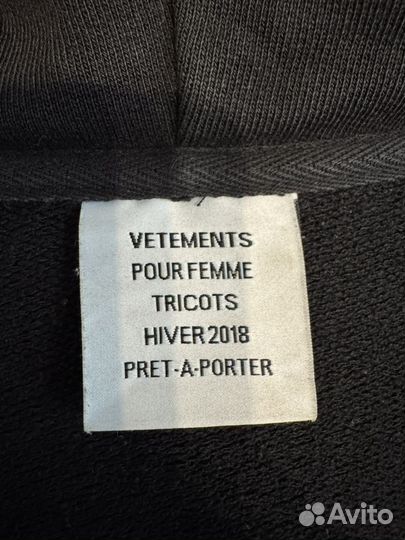 VETEMENTS
POUR FEMME
TRICOTS
HIVER 2018
PRET-A-PORTER
Avito